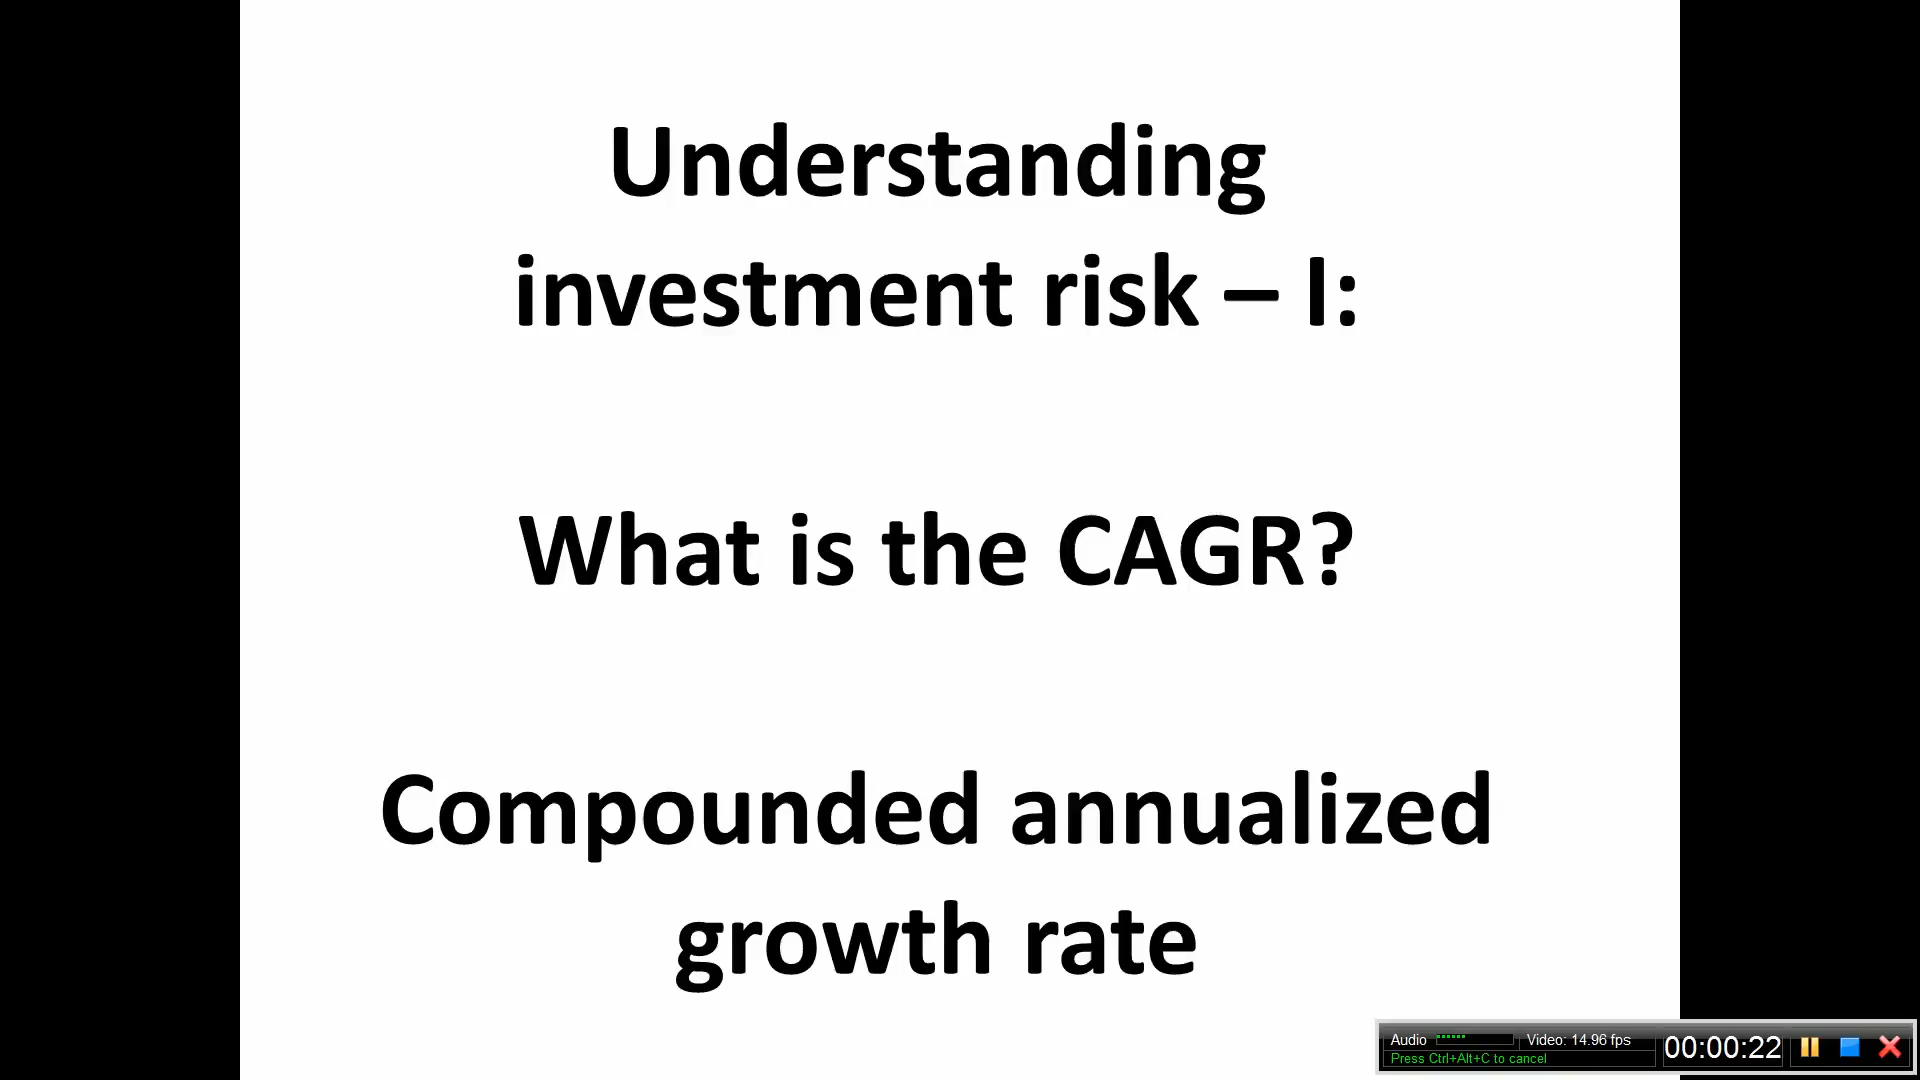 Understanding
investment risk – I:
What is the CAGR?
Compounded annualized
growth rate
Audio
Video: 14.96 fps
00:00:22
Press Ctrl+Alt+C to cancel